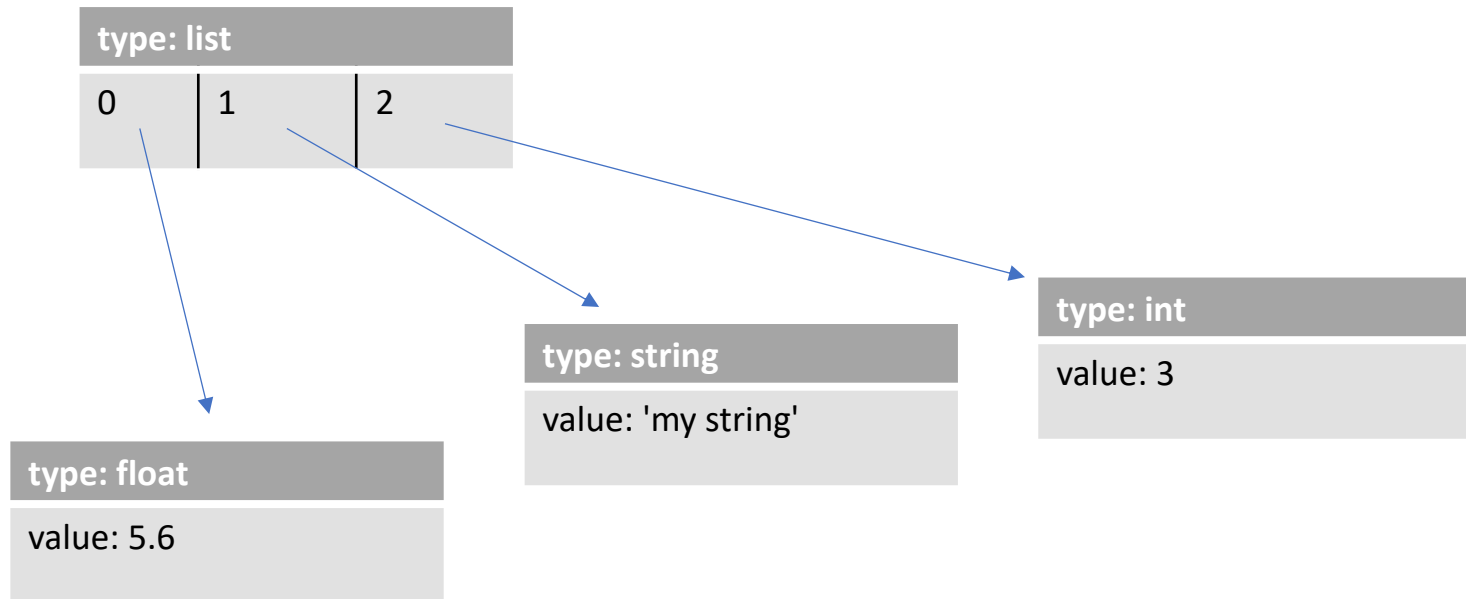 type: list
0 1 2
type: int
value: 3
type: string
value: 'my string'
type: float
value: 5.6